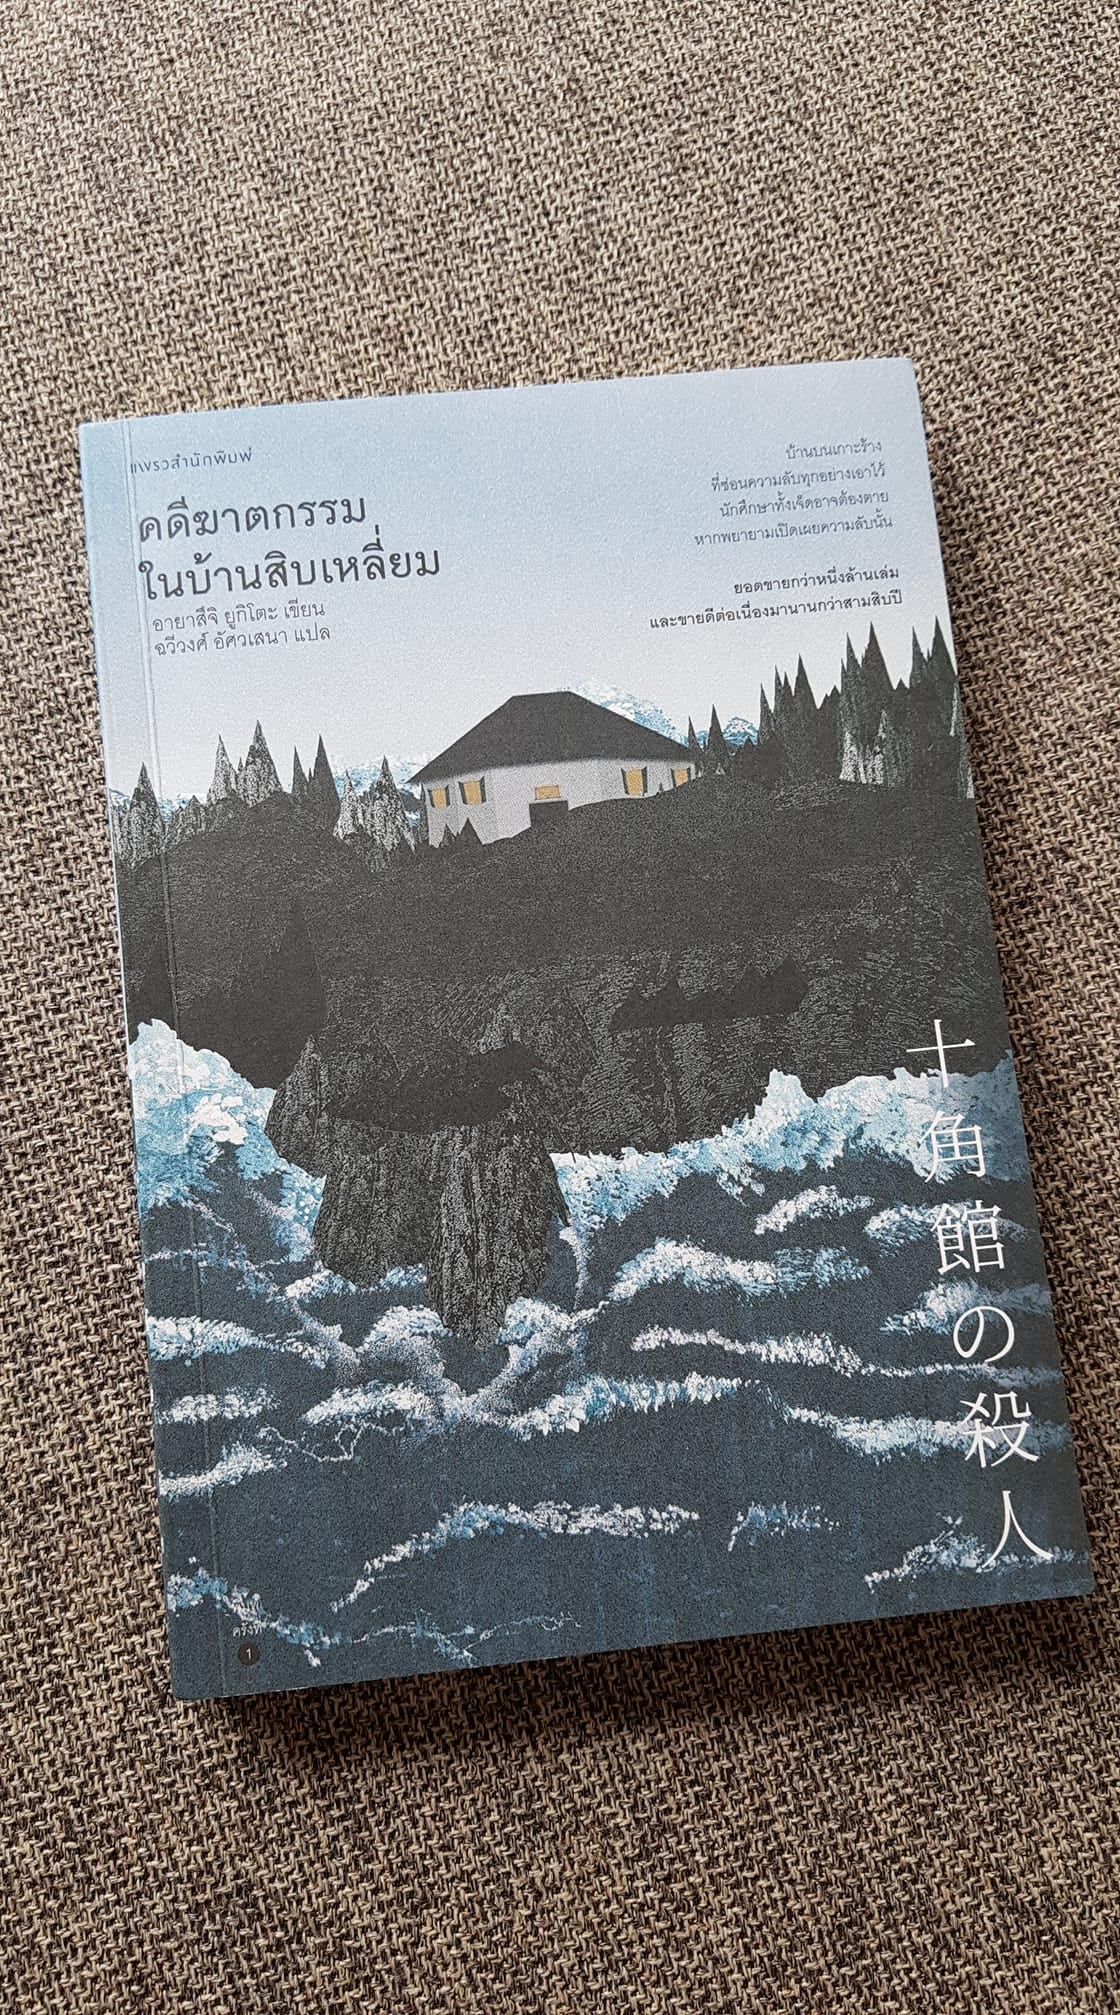 แพรวสำนักพิมพ์
คดีฆาตกรรม
ในบ้านสิบเหลี่ยม
อายาสึจิ ยูกิโตะ เขียน
ฉวีวงศ์ อัศวเสนา แปล
บ้านบนเกาะร้าง
ที่ซ่อนความลับทุกอย่างเอาไว้
นักศึกษาทั้งเจ็ดอาจต้องตาย
หากพยายามเปิดเผยความลับนั้น
ยอดขายกว่าหนึ่งล้านเล่ม
และขายดีต่อเนื่องมานานกว่าสามสิบปี
十角館の殺人
ครั้งที่
1